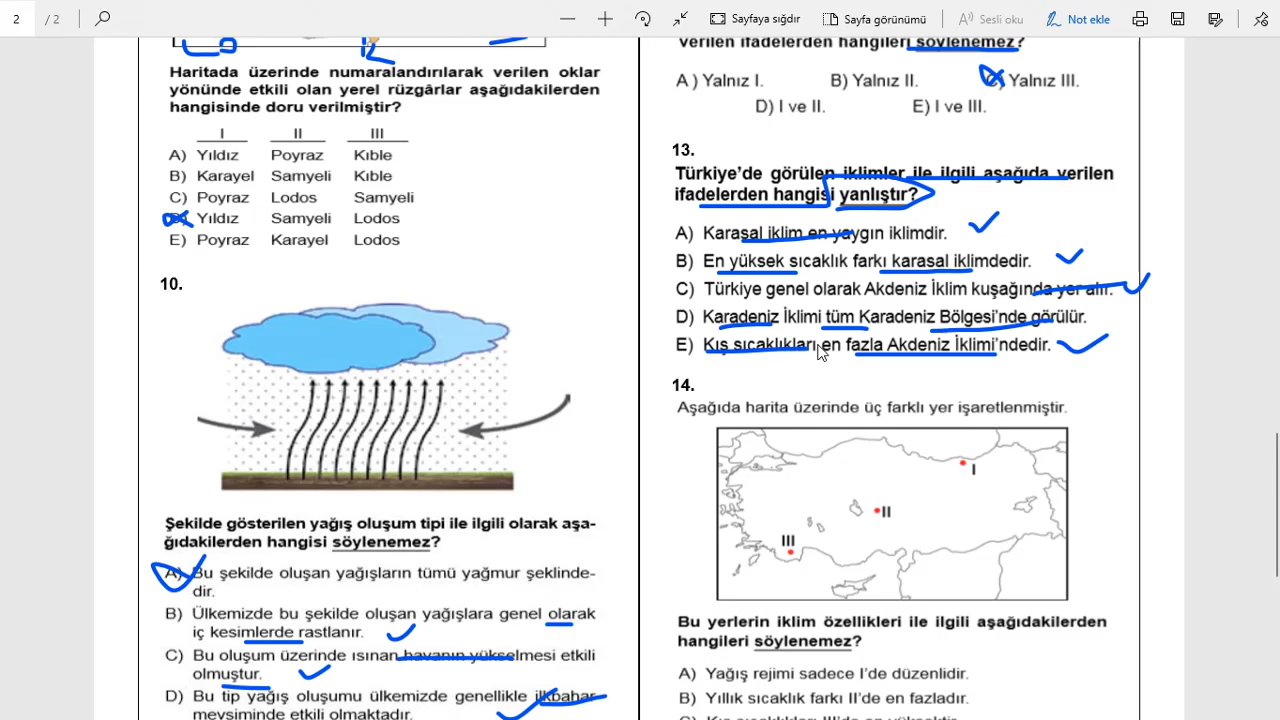 2 / 2
Sayfaya sığdır
Sayfa görünümü
Sesli oku
Not ekle
Haritada üzerinde numaralandırılarak verilen oklar
yönünde etkili olan yerel rüzgârlar aşağıdakilerden
hangisinde doru verilmiştir?
I II III
A) Yıldız Poyraz Kıble
B) Karayel Samyeli Kıble
C) Poyraz Lodos Samyeli
D) Yıldız Samyeli Lodos
E) Poyraz Karayel Lodos
10.
Şekilde gösterilen yağış oluşum tipi ile ilgili olarak aşa-
ğıdakilerden hangisi söylenemez?
A) Bu şekilde oluşan yağışların tümü yağmur şeklinde-
dir.
B) Ülkemizde bu şekilde oluşan yağışlara genel olarak
iç kesimlerde rastlanır.
C) Bu oluşum üzerinde ısınan havanın yükselmesi etkili
olmuştur.
D) Bu tip yağış oluşumu ülkemizde genellikle ilkbahar
mevsiminde etkili olmaktadır.
verilen ifadelerden hangileri söylenemez?
A ) Yalnız I. B) Yalnız II. C) Yalnız III.
D) I ve II. E) I ve III.
13.
Türkiye’de görülen iklimler ile ilgili aşağıda verilen
ifadelerden hangisi yanlıştır?
A) Karasal iklim en yaygın iklimdir.
B) En yüksek sıcaklık farkı karasal iklimdedir.
C) Türkiye genel olarak Akdeniz İklim kuşağında yer alır.
D) Karadeniz İklimi tüm Karadeniz Bölgesi’nde görülür.
E) Kış sıcaklıkları en fazla Akdeniz İklimi’ndedir.
14.
Aşağıda harita üzerinde üç farklı yer işaretlenmiştir.
I
II
III
Bu yerlerin iklim özellikleri ile ilgili aşağıdakilerden
hangileri söylenemez?
A) Yağış rejimi sadece I’de düzenlidir.
B) Yıllık sıcaklık farkı II’de en fazladır.